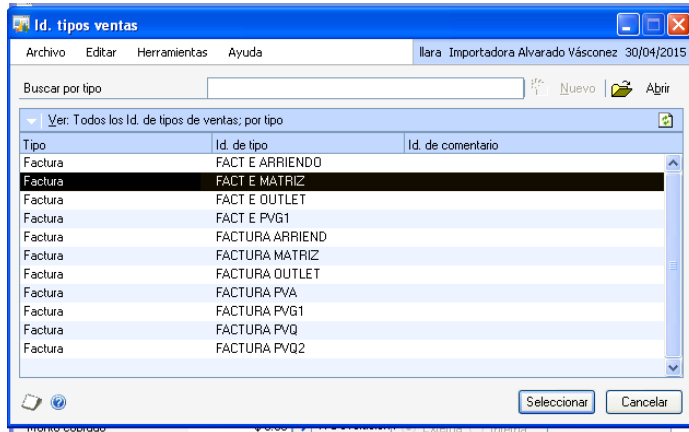 Id. tipos ventas
Archivo Editar Herramientas Ayuda llara Importadora Alvarado Vásconez 30/04/2015
Buscar por tipo Nuevo Abrir
Ver: Todos los Id. de tipos de ventas; por tipo
Tipo Id. de tipo Id. de comentario
Factura FACT E ARRIENDO
Factura FACT E MATRIZ
Factura FACT E OUTLET
Factura FACT E PVG1
Factura FACTURA ARRIEND
Factura FACTURA MATRIZ
Factura FACTURA OUTLET
Factura FACTURA PVA
Factura FACTURA PVG1
Factura FACTURA PVQ
Factura FACTURA PVQ2
Seleccionar Cancelar
Monto cobrado